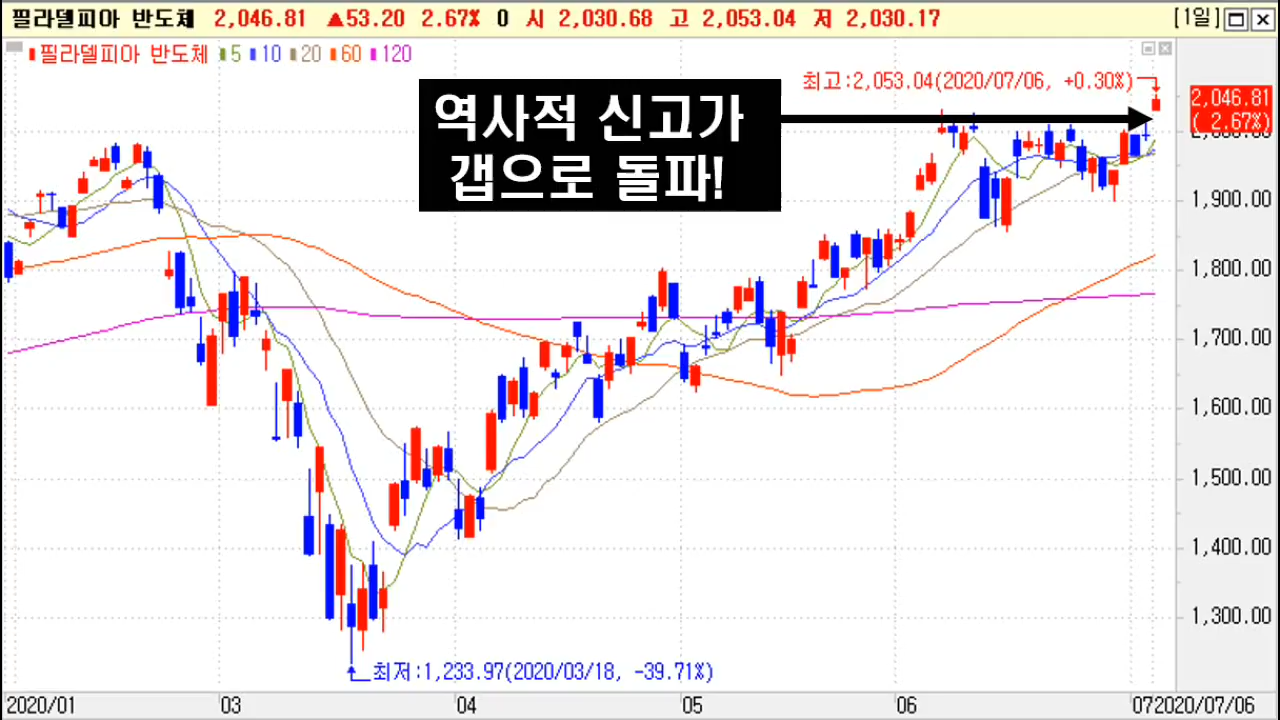 필라델피아 반도체 2,046.81 ▲53.20 2.67% 0 시 2,030.68 고 2,053.04 저 2,030.17 [1일]
필라델피아 반도체 5 10 20 60 120
최고:2,053.04(2020/07/06, +0.30%)
역사적 신고가
갭으로 돌파!
2,046.81
( 2.67%)
2,000.00
1,900.00
1,800.00
1,700.00
1,600.00
1,500.00
1,400.00
1,300.00
최저:1,233.97(2020/03/18, -39.71%)
2020/01 03 04 05 06 07 2020/07/06